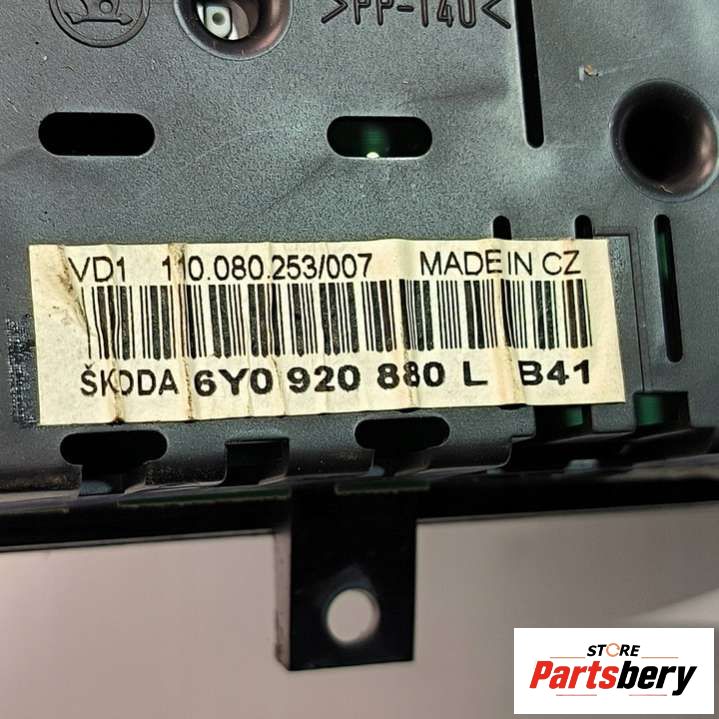 >PP-T40<
VD1 110.080.253/007 MADE IN CZ
ŠKODA 6Y0 920 880 L B41
STORE
Partsbery